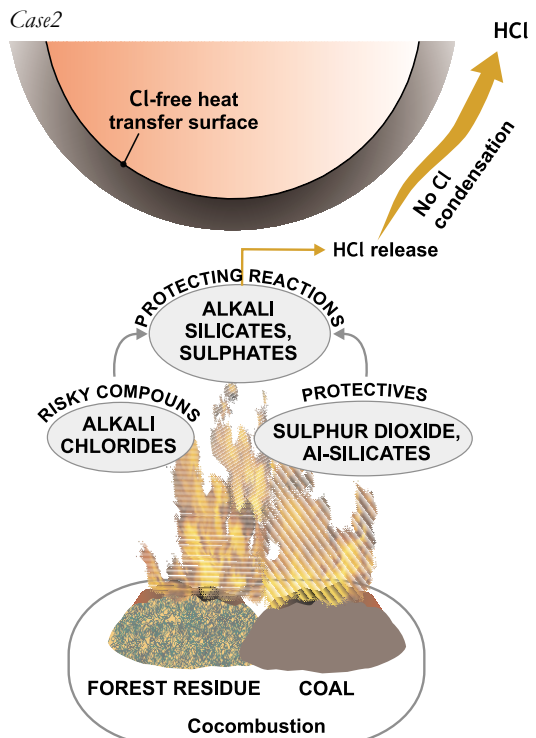 Case2
HCl
Cl-free heat
transfer surface
No Cl
condensation
HCl release
PROTECTING REACTIONS
ALKALI
SILICATES,
SULPHATES
RISKY COMPOUNS
ALKALI
CHLORIDES
PROTECTIVES
SULPHUR DIOXIDE,
AI-SILICATES
FOREST RESIDUE
COAL
Cocombustion